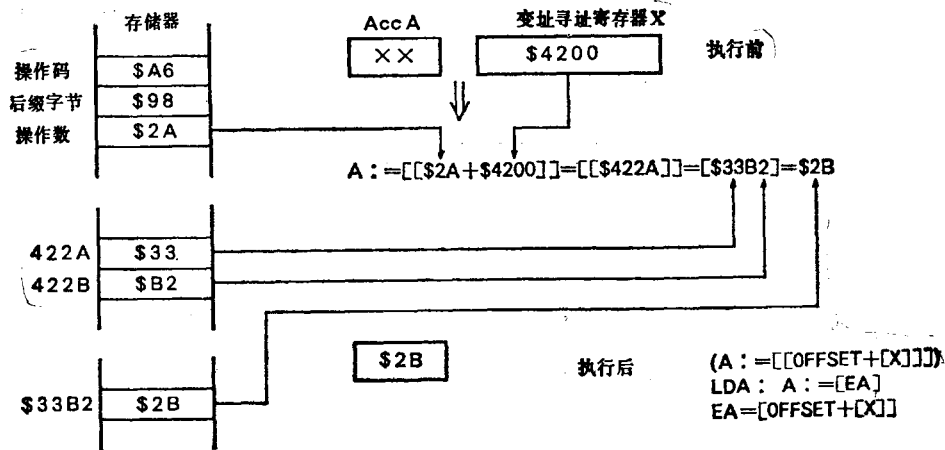 存储器
Acc A
变址寻址寄存器X
执行前
操作码 $A6
××
$4200
后缀字节 $98
操作数 $2A
A:=[[$2A+$4200]]=[[$422A]]=[$33B2]=$2B
422A $33
422B $B2
$2B
执行后
(A:=[[OFFSET+[X]]])
$33B2 $2B
LDA: A:=[EA]
EA=[OFFSET+[X]]